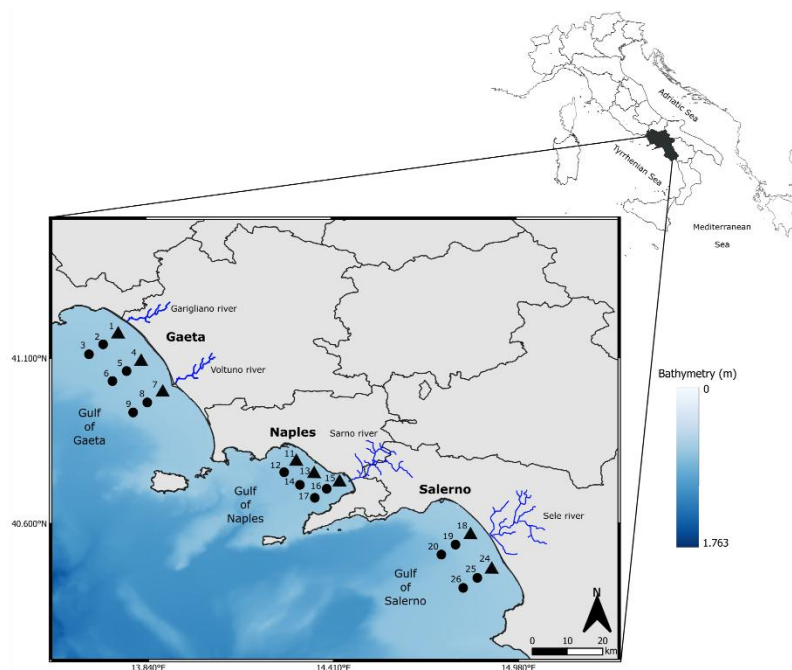 Adriatic Sea
Tyrrhenian Sea
Mediterranean
Sea
Garigliano river
1
Gaeta
2
3
4
5
Volturno river
6
7
8
9
41.100°N
Gulf
of
Gaeta
Bathymetry (m)
0
1.763
Naples
Sarno river
11
12
13
14
15
16
17
Gulf
of
Naples
Salerno
40.600°N
18
Sele river
19
20
24
25
26
Gulf
of
Salerno
N
0 10 20
km
13.840°E
14.410°E
14.980°E